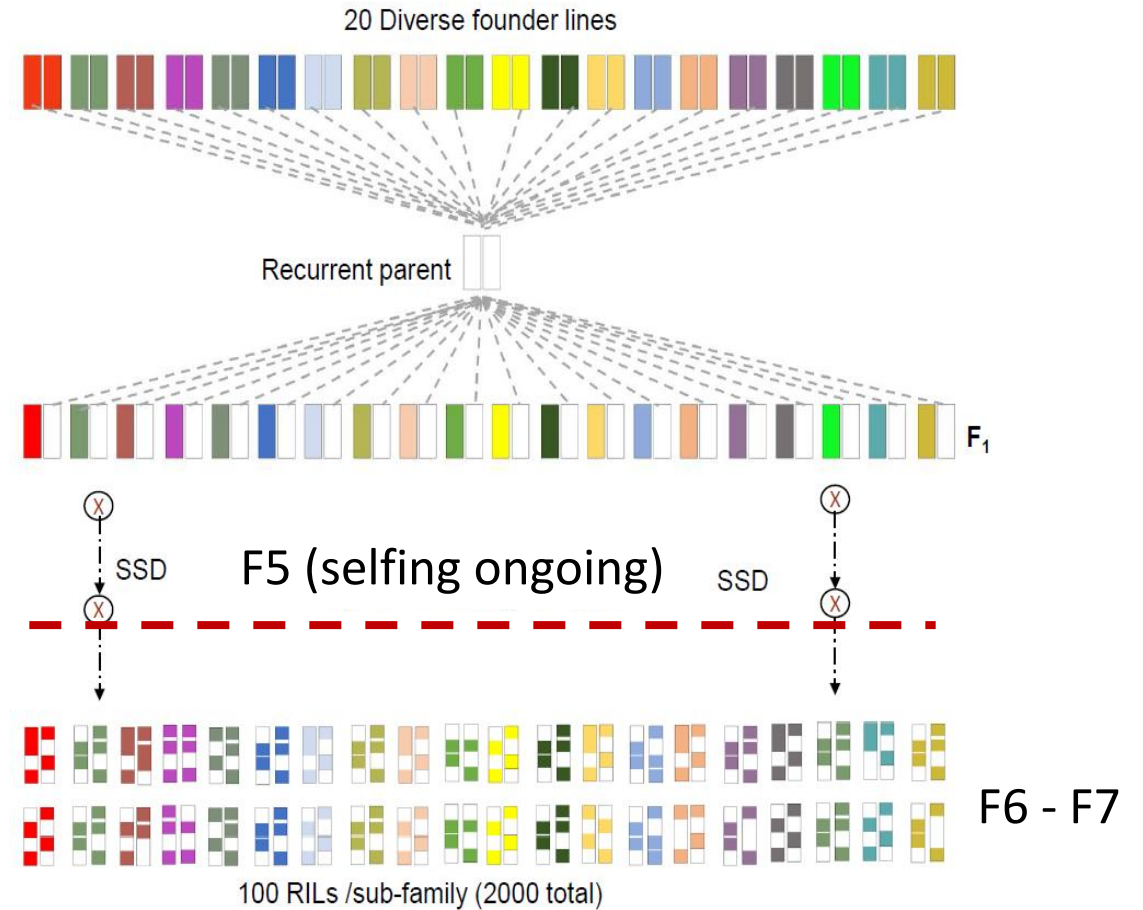 20 Diverse founder lines
Recurrent parent
F₁
X
X
SSD
F5 (selfing ongoing)
SSD
X
X
F6 - F7
100 RILs /sub-family (2000 total)